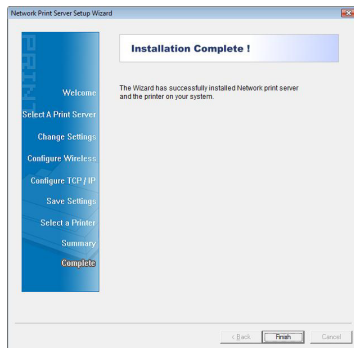 Network Print Server Setup Wizard
Installation Complete !
The Wizard has successfully installed Network print server
and the printer on your system.
PRINT
Welcome
Select A Print Server
Change Settings
Configure Wireless
Configure TCP / IP
Save Settings
Select a Printer
Summary
Complete
< Back
Finish
Cancel